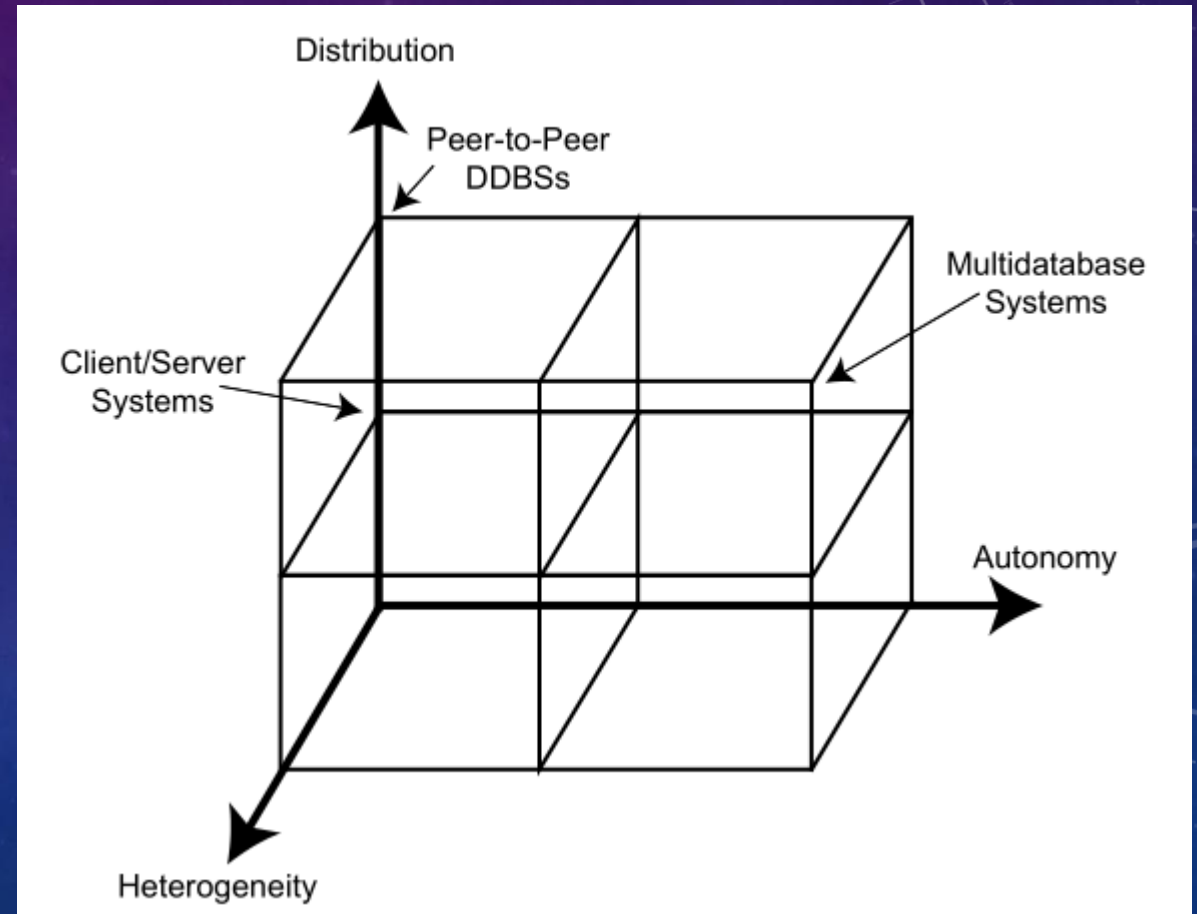 Distribution
Peer-to-Peer
DDBSs
Multidatabase
Systems
Client/Server
Systems
Autonomy
Heterogeneity